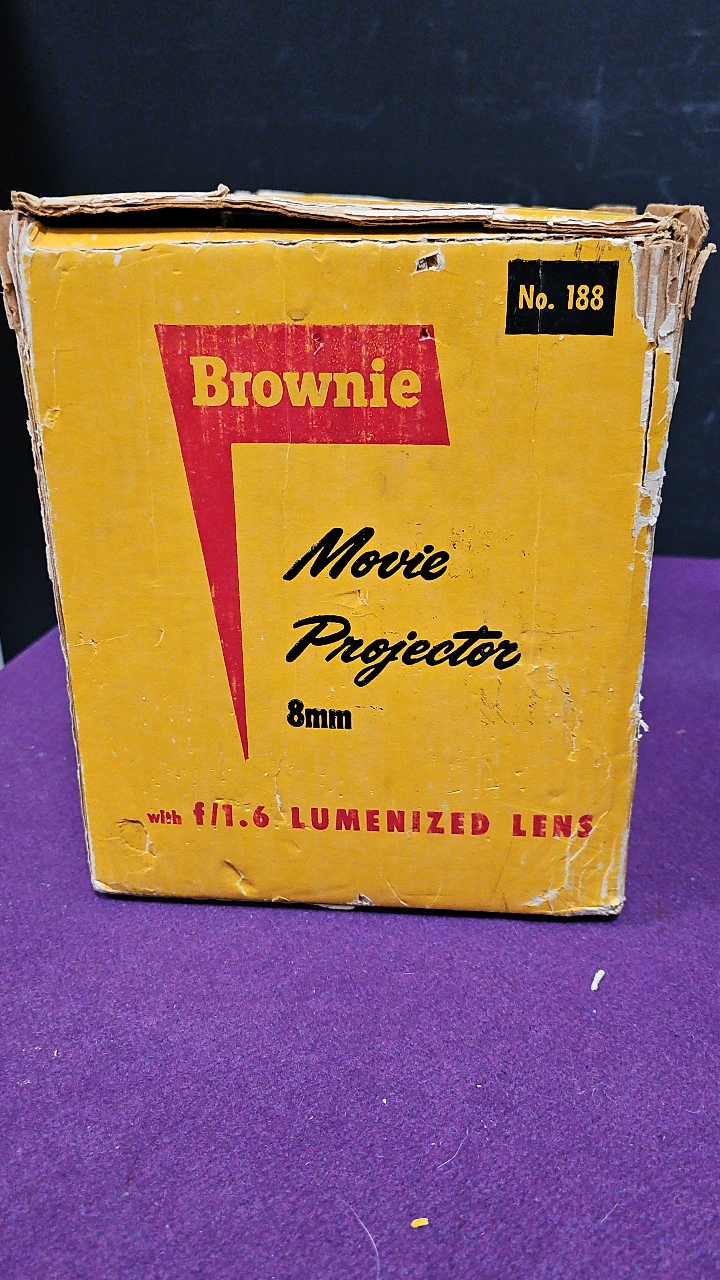 No. 188
Brownie
Movie
Projector
8mm
with f/1.6 LUMENIZED LENS